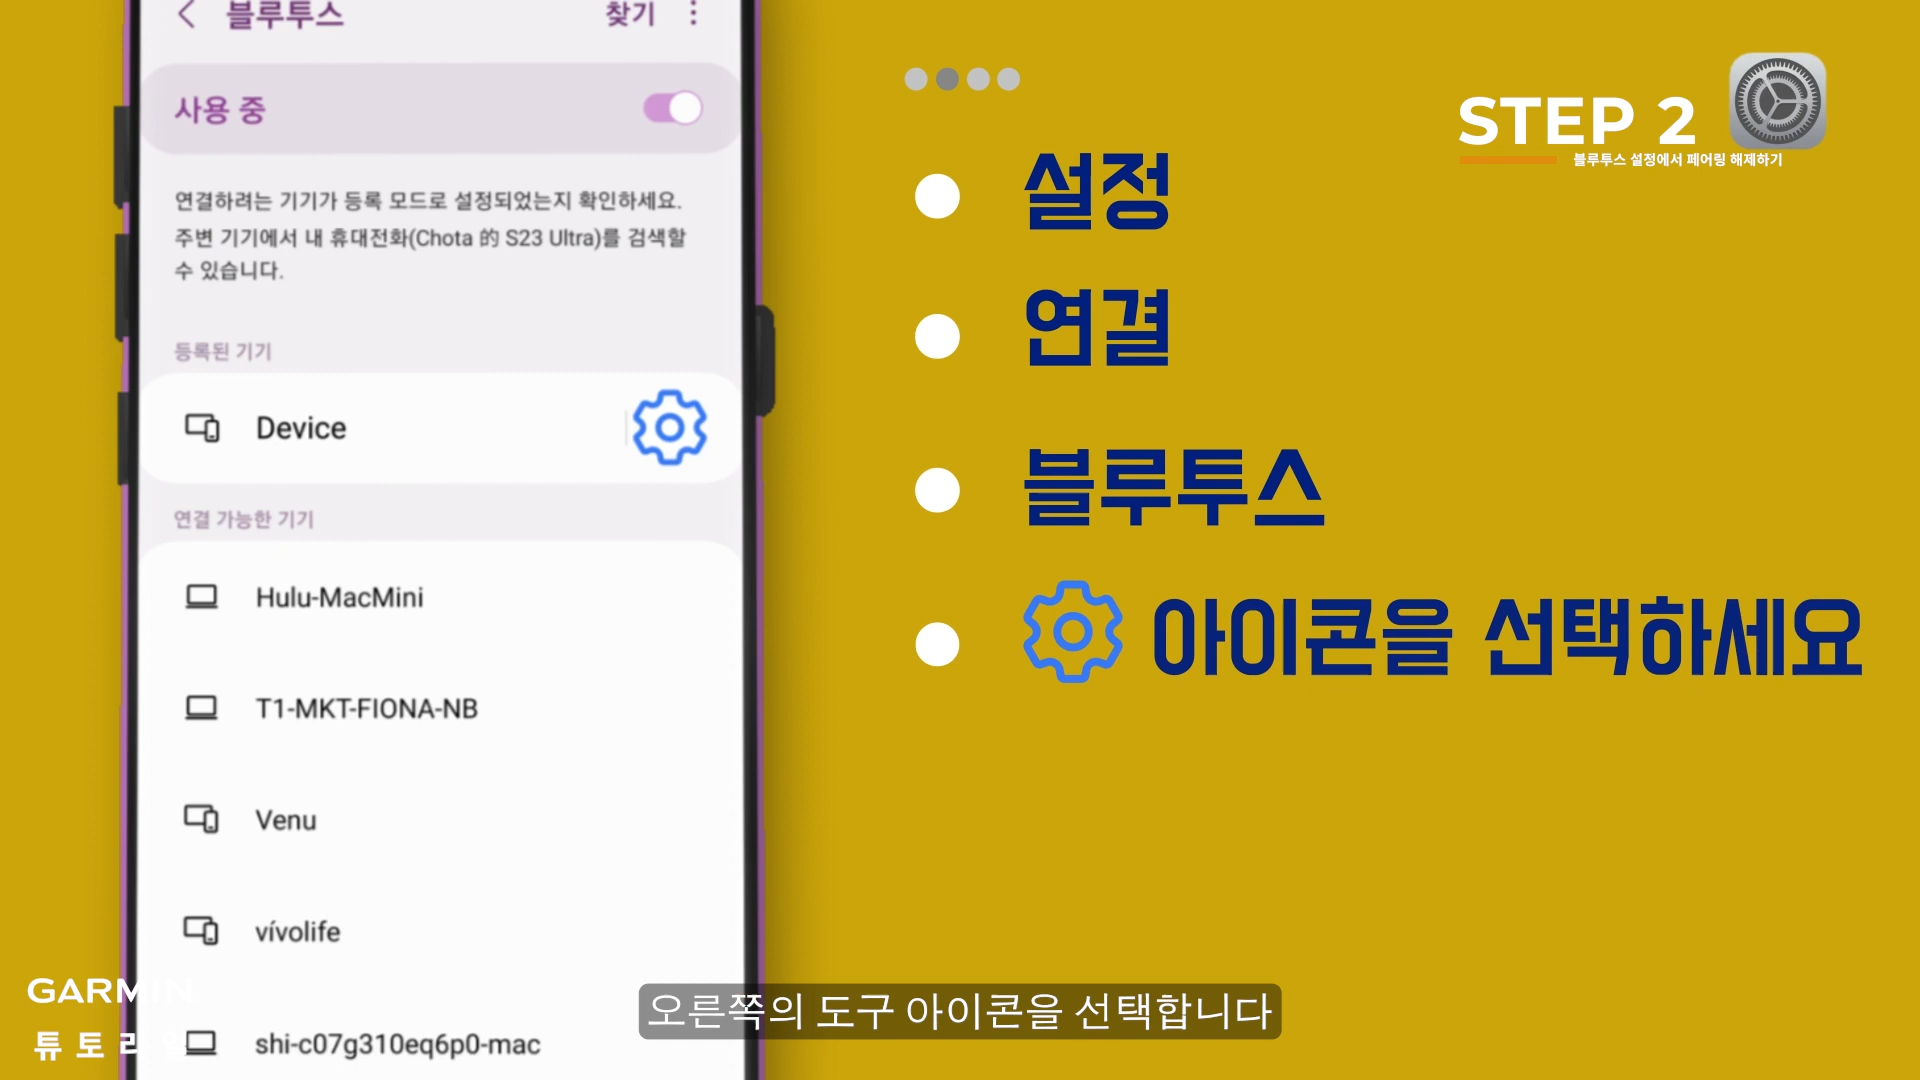 블루투스 찾기
사용 중
연결하려는 기기가 등록 모드로 설정되었는지 확인하세요.
주변 기기에서 내 휴대전화(Chota 的 S23 Ultra)를 검색할
수 있습니다.
등록된 기기
Device
연결 가능한 기기
Hulu-MacMini
T1-MKT-FIONA-NB
Venu
vívolife
shi-c07g310eq6p0-mac
STEP 2
블루투스 설정에서 페어링 해제하기
설정
연결
블루투스
아이콘을 선택하세요
GARMIN
튜토리얼
오른쪽의 도구 아이콘을 선택합니다